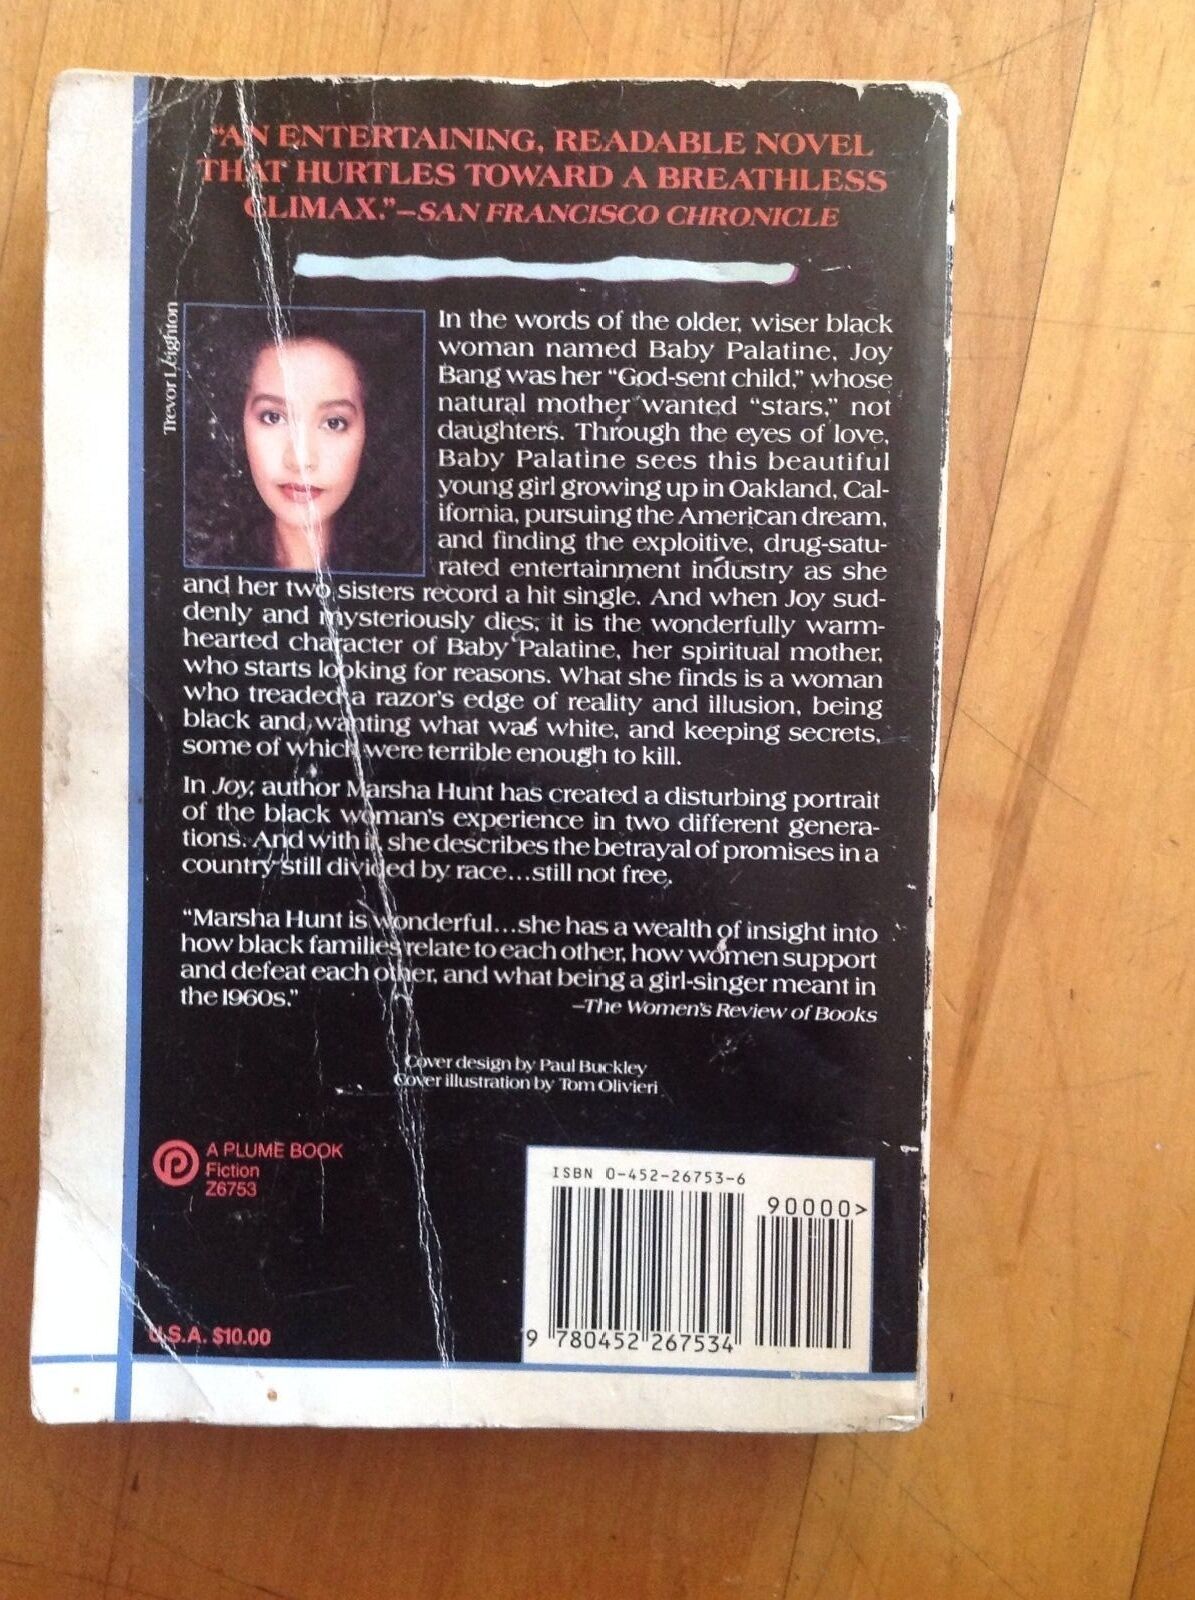 “AN ENTERTAINING, READABLE NOVEL
THAT HURTLES TOWARD A BREATHLESS
CLIMAX.”—SAN FRANCISCO CHRONICLE
Trevor Leighton
In the words of the older, wiser black
woman named Baby Palatine, Joy
Bang was her “God-sent child,” whose
natural mother wanted “stars,” not
daughters. Through the eyes of love,
Baby Palatine sees this beautiful
young girl growing up in Oakland, Cal-
ifornia, pursuing the American dream,
and finding the exploitive, drug-satu-
rated entertainment industry as she
and her two sisters record a hit single. And when Joy sud-
denly and mysteriously dies, it is the wonderfully warm-
hearted character of Baby Palatine, her spiritual mother,
who starts looking for reasons. What she finds is a woman
who treaded a razor’s edge of reality and illusion, being
black and wanting what was white, and keeping secrets,
some of which were terrible enough to kill.
In Joy, author Marsha Hunt has created a disturbing portrait
of the black woman’s experience in two different genera-
tions. And with it, she describes the betrayal of promises in a
country still divided by race...still not free.
“Marsha Hunt is wonderful...she has a wealth of insight into
how black families relate to each other, how women support
and defeat each other, and what being a girl-singer meant in
the 1960s.”
—The Women’s Review of Books
Cover design by Paul Buckley
Cover illustration by Tom Olivieri
A PLUME BOOK
Fiction
Z6753
ISBN 0-452-26753-6
90000>
9 780452 267534
U.S.A. $10.00